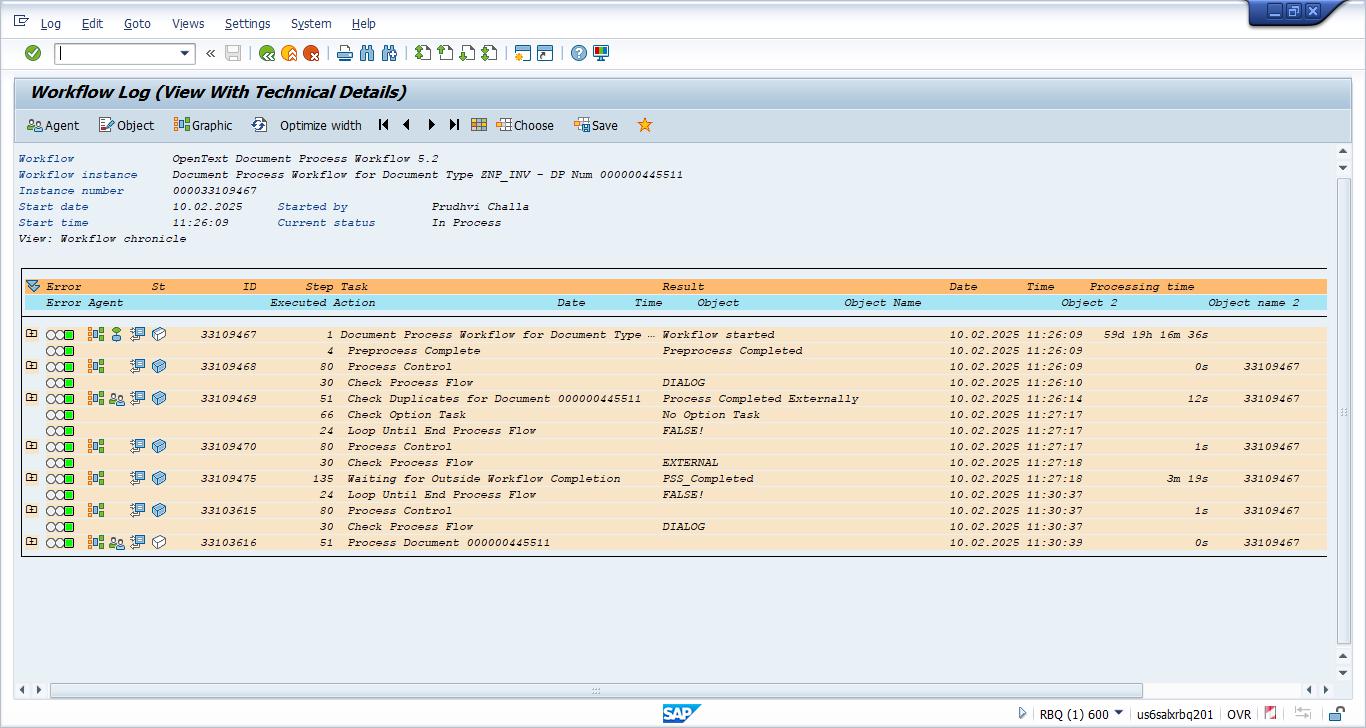 Log Edit Goto Views Settings System Help
Workflow Log (View With Technical Details)
Agent Object Graphic Optimize width Choose Save
Workflow OpenText Document Process Workflow 5.2
Workflow instance Document Process Workflow for Document Type ZNP_INV - DP Num 000000445511
Instance number 000033109467
Start date 10.02.2025 Started by Prudhvi Challa
Start time 11:26:09 Current status In Process
View: Workflow chronicle
Error St ID Step Task Result Date Time Processing time
Error Agent Executed Action Date Time Object Object Name Object 2 Object name 2
33109467 1 Document Process Workflow for Document Type … Workflow started 10.02.2025 11:26:09 59d 19h 16m 36s
4 Preprocess Complete Preprocess Completed 10.02.2025 11:26:09
33109468 80 Process Control 10.02.2025 11:26:09 0s 33109467
30 Check Process Flow DIALOG 10.02.2025 11:26:10
33109469 51 Check Duplicates for Document 000000445511 Process Completed Externally 10.02.2025 11:26:14 12s 33109467
66 Check Option Task No Option Task 10.02.2025 11:27:17
24 Loop Until End Process Flow FALSE! 10.02.2025 11:27:17
33109470 80 Process Control 10.02.2025 11:27:17 1s 33109467
30 Check Process Flow EXTERNAL 10.02.2025 11:27:18
33109475 135 Waiting for Outside Workflow Completion PSS_Completed 10.02.2025 11:27:18 3m 19s 33109467
24 Loop Until End Process Flow FALSE! 10.02.2025 11:30:37
33103615 80 Process Control 10.02.2025 11:30:37 1s 33109467
30 Check Process Flow DIALOG 10.02.2025 11:30:37
33103616 51 Process Document 000000445511 10.02.2025 11:30:39 0s 33109467
SAP RBQ (1) 600 us6salxrbq201 OVR